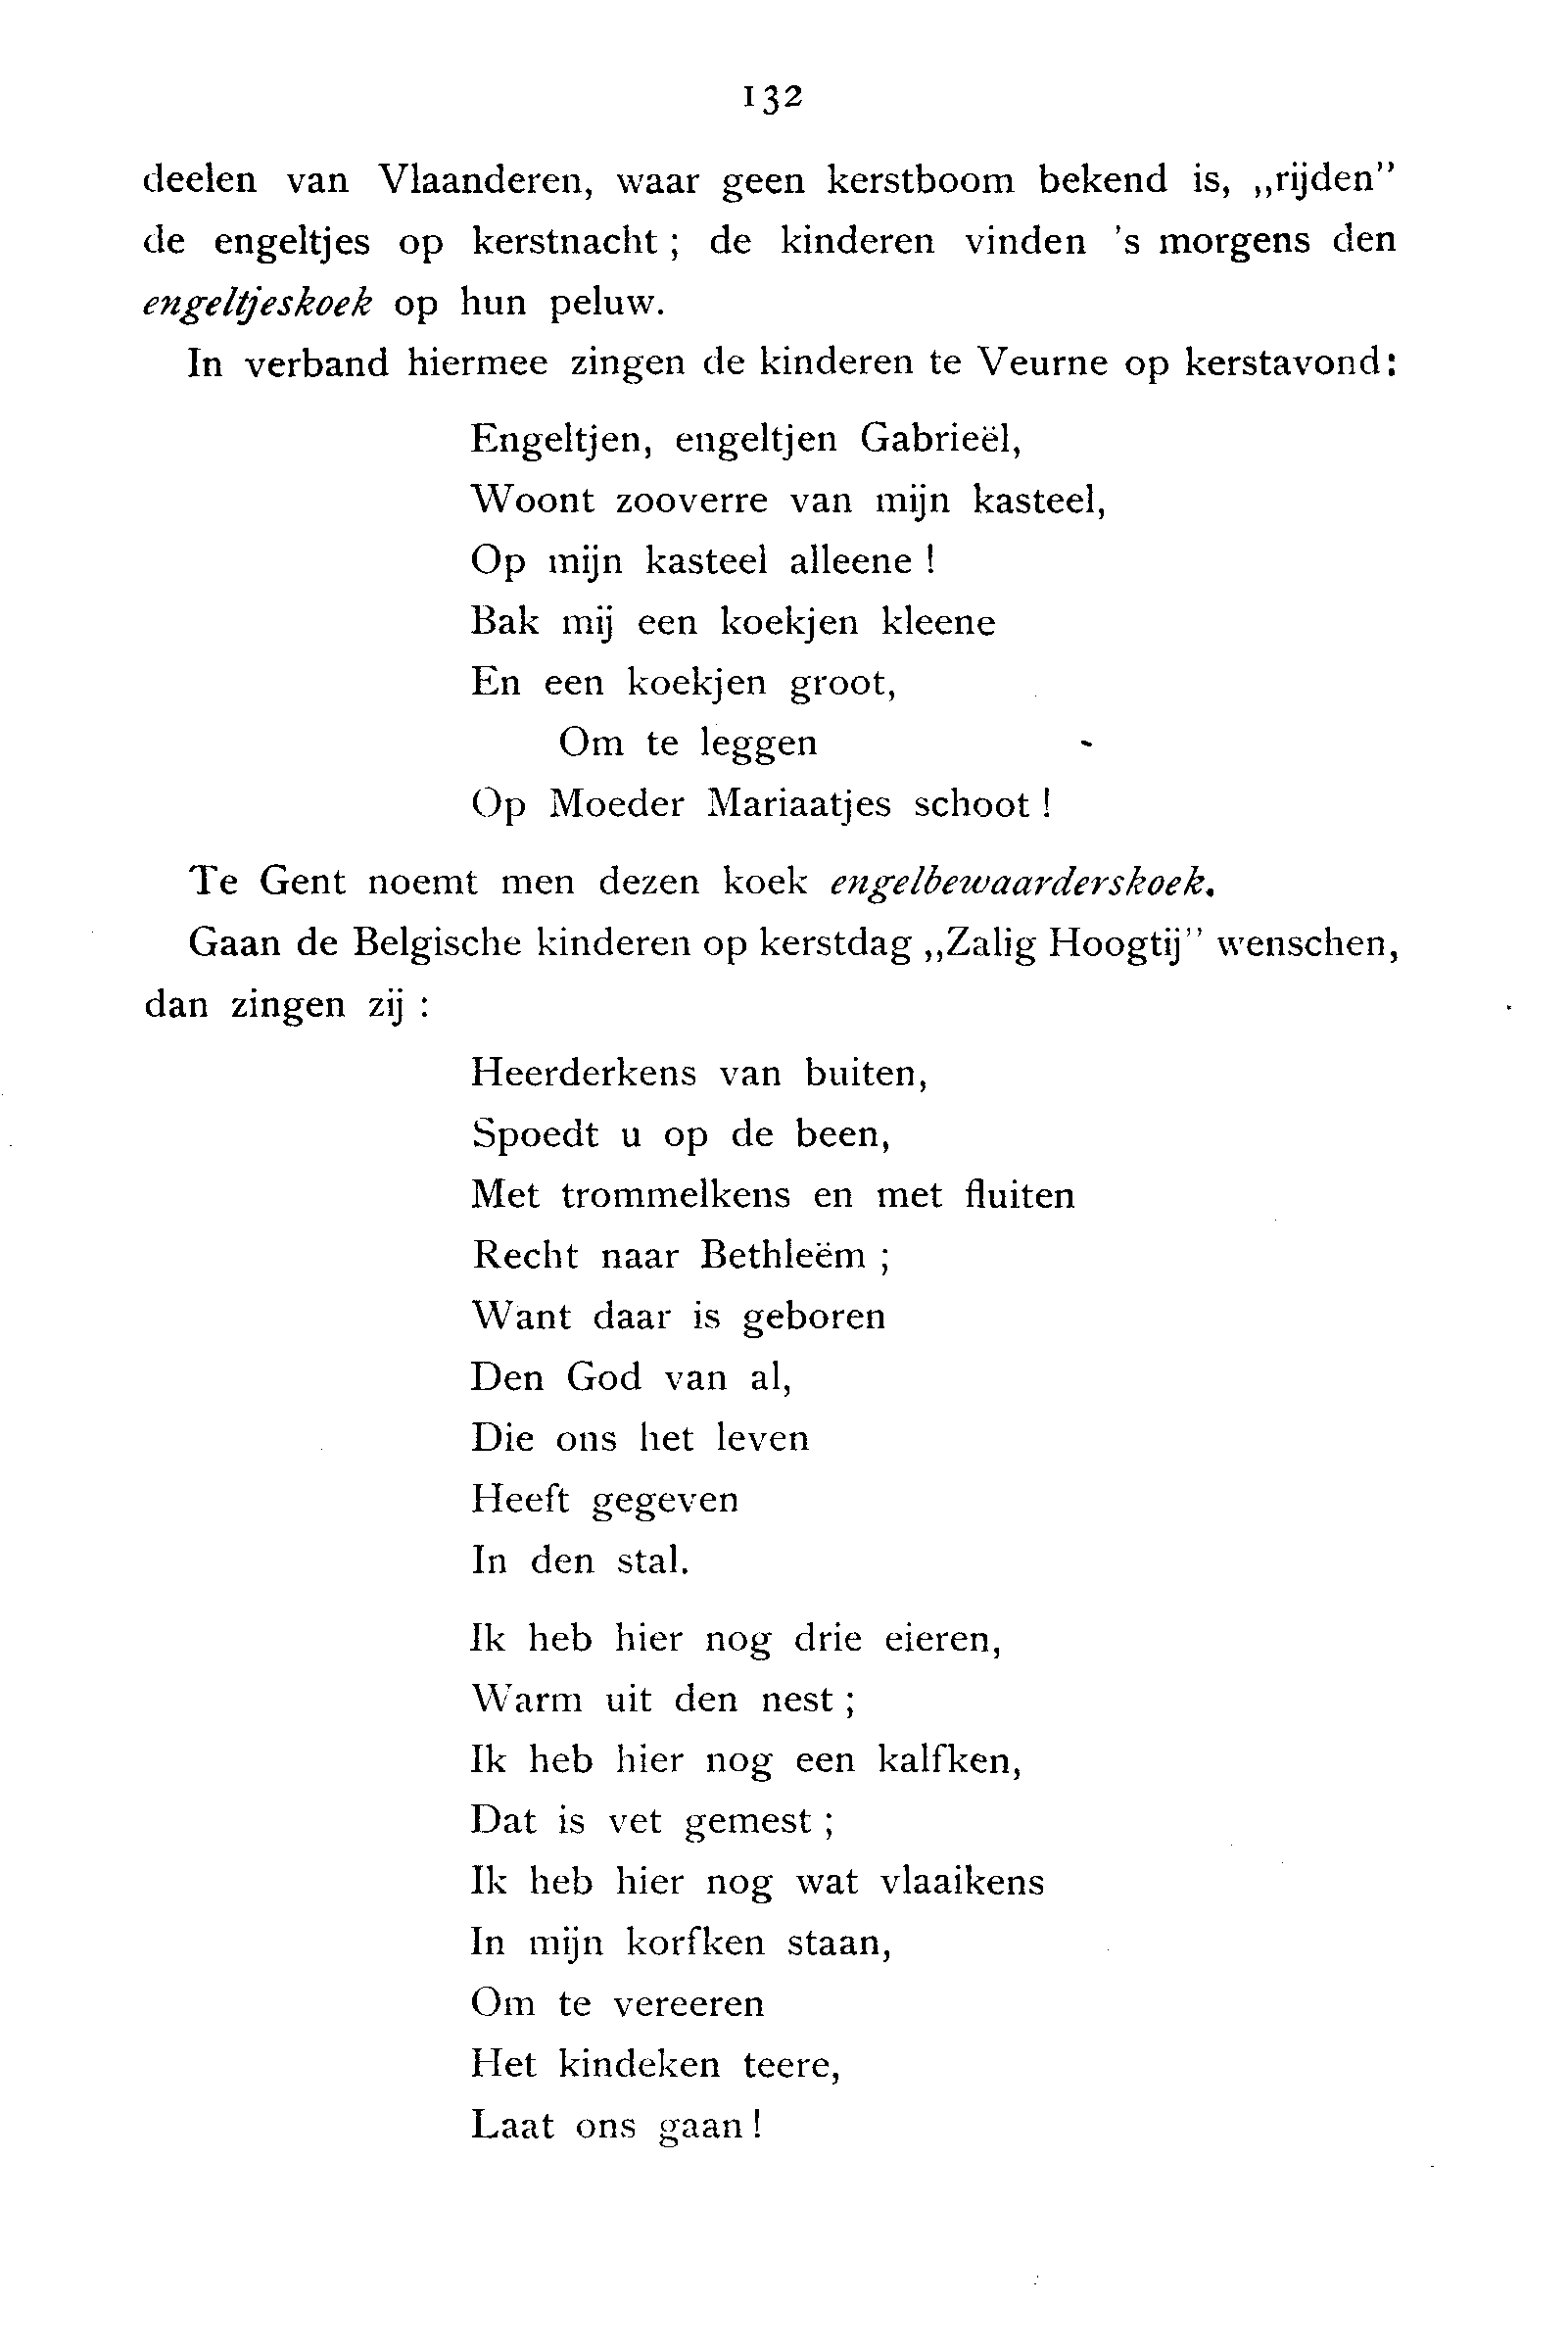 132
deelen van Vlaanderen, waar geen kerstboom bekend is, „rijden”
de engeltjes op kerstnacht ; de kinderen vinden 's morgens den
engeltjeskoek op hun peluw.
In verband hiermee zingen de kinderen te Veurne op kerstavond:
Engeltjen, engeltjen Gabrieël,
Woont zooverre van mijn kasteel,
Op mijn kasteel alleene !
Bak mij een koekjen kleene
En een koekjen groot,
Om te leggen
Op Moeder Mariaatjes schoot !
Te Gent noemt men dezen koek engelbewaarderskoek.
Gaan de Belgische kinderen op kerstdag „Zalig Hoogtij” wenschen,
dan zingen zij :
Heerderkens van buiten,
Spoedt u op de been,
Met trommelkens en met fluiten
Recht naar Bethleëm ;
Want daar is geboren
Den God van al,
Die ons het leven
Heeft gegeven
In den stal.
Ik heb hier nog drie eieren,
Warm uit den nest ;
Ik heb hier nog een kalfken,
Dat is vet gemest ;
Ik heb hier nog wat vlaaikens
In mijn korfken staan,
Om te vereeren
Het kindeken teere,
Laat ons gaan !